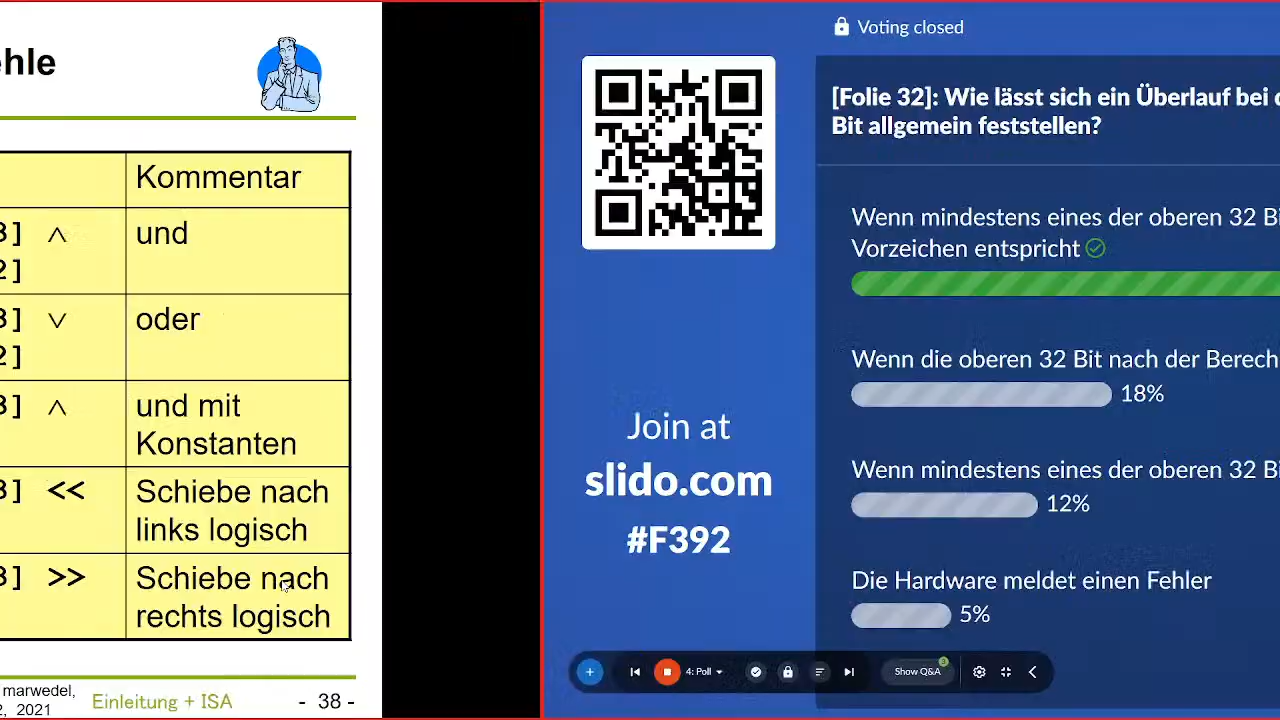 ehle
Kommentar
3] ∧ und
2]
3] ∨ oder
2]
3] ∧ und mit
Konstanten
3] << Schiebe nach
links logisch
3] >> Schiebe nach
rechts logisch
marwedel,
2, 2021
Einleitung + ISA
- 38 -
Voting closed
[Folie 32]: Wie lässt sich ein Überlauf bei
Bit allgemein feststellen?
Wenn mindestens eines der oberen 32
Vorzeichen entspricht
Wenn die oberen 32 Bit nach der Berech
18%
Wenn mindestens eines der oberen 32
12%
Die Hardware meldet einen Fehler
5%
Join at
slido.com
#F392
4: Poll
Show Q&A
3